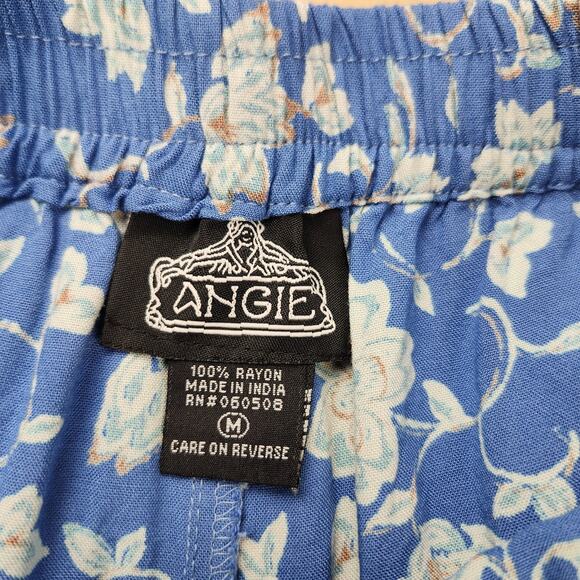 ANGIE
100% RAYON
MADE IN INDIA
RN#060508
M
CARE ON REVERSE